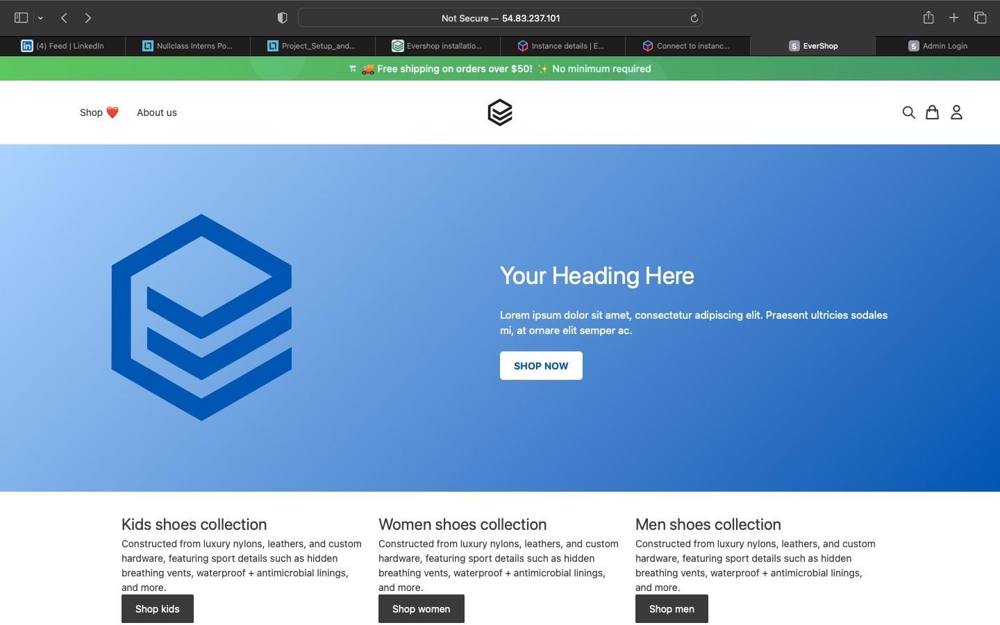 Not Secure — 54.83.237.101
(4) Feed | LinkedIn
Nullclass Interns Po...
Project_Setup_and...
Evershop installatio...
Instance details | E...
Connect to instanc...
5 EverShop
5 Admin Login
🚚 Free shipping on orders over $50! ✨ No minimum required
Shop ❤️ About us
Your Heading Here
Lorem ipsum dolor sit amet, consectetur adipiscing elit. Praesent ultricies sodales
mi, at ornare elit semper ac.
SHOP NOW
Kids shoes collection
Constructed from luxury nylons, leathers, and custom
hardware, featuring sport details such as hidden
breathing vents, waterproof + antimicrobial linings,
and more.
Shop kids
Women shoes collection
Constructed from luxury nylons, leathers, and custom
hardware, featuring sport details such as hidden
breathing vents, waterproof + antimicrobial linings,
and more.
Shop women
Men shoes collection
Constructed from luxury nylons, leathers, and custom
hardware, featuring sport details such as hidden
breathing vents, waterproof + antimicrobial linings,
and more.
Shop men